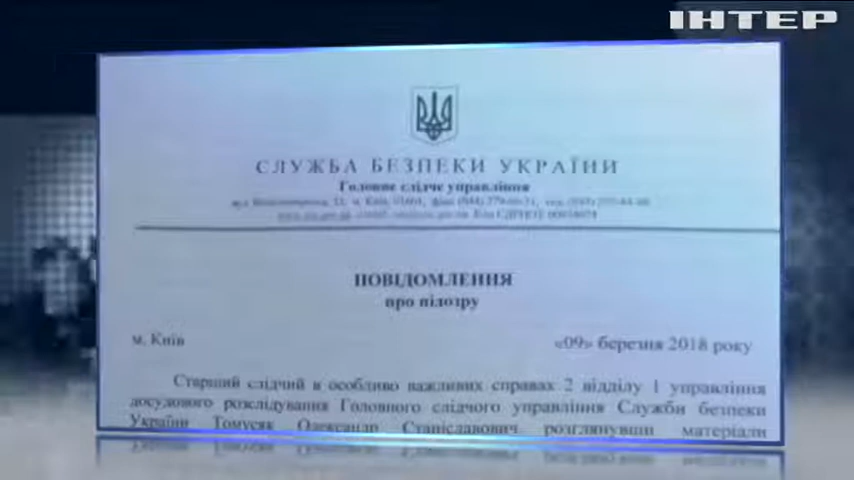 ІНТЕР
СЛУЖБА БЕЗПЕКИ УКРАЇНИ
Головне слідче управління
ПОВІДОМЛЕННЯ
про підозру
м. Київ
«09» березня 2018 року
Старший слідчий в особливо важливих справах 2 відділу 1 управління
досудового розслідування Головного слідчого управління Служби безпеки
України Томусяк Олександр Станіславович розглянувши матеріали